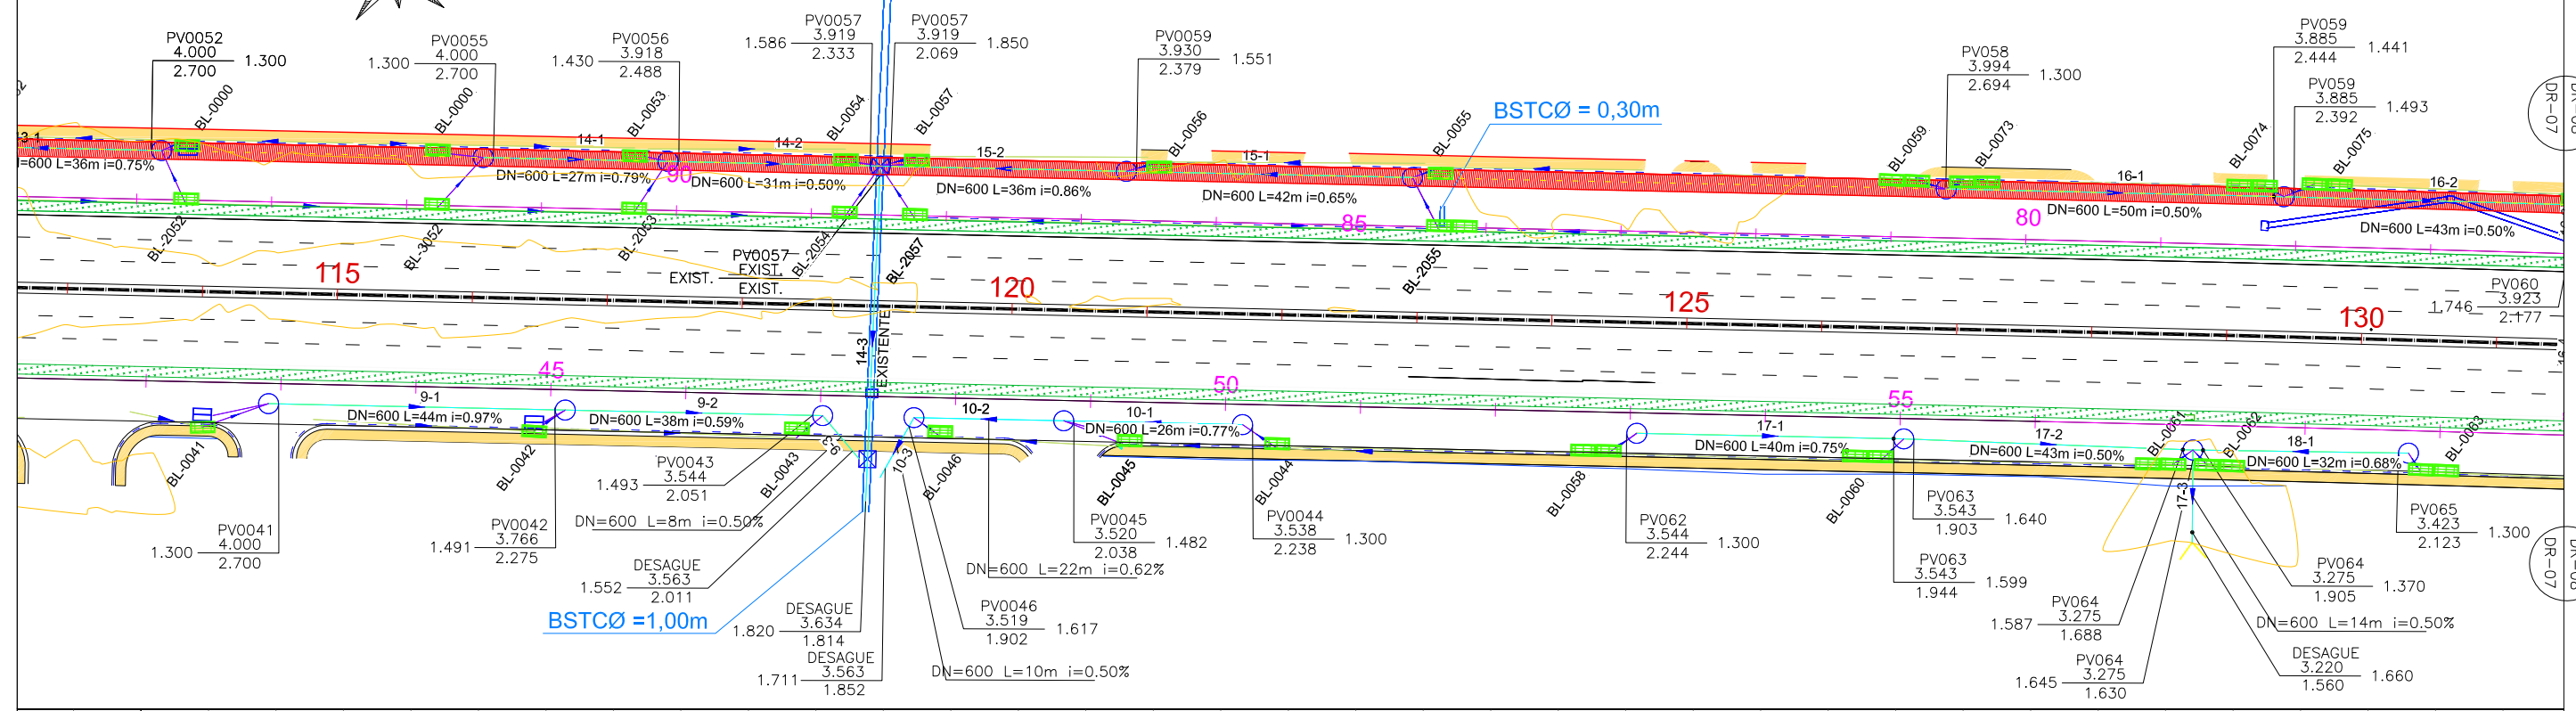 PV0052
4.000
2.700
1.300
PV0055
4.000
2.700
1.300
PV0056
3.918
2.488
1.430
PV0057
3.919
2.333
1.586
PV0057
3.919
2.069
1.850
PV0059
3.930
2.379
1.551
PV058
3.994
2.694
1.300
PV059
3.885
2.444
1.441
PV059
3.885
2.392
1.493
DR-07
BSTCØ = 0,30m
BL-0000
BL-0000
BL-0053
BL-0054
BL-0057
BL-0056
BL-0055
BL-0059
BL-0073
BL-0074
BL-0075
14-1
14-2
15-2
15-1
16-1
16-2
=600 L=36m i=0.75%
DN=600 L=27m i=0.79%
90
DN=600 L=31m i=0.50%
DN=600 L=36m i=0.86%
DN=600 L=42m i=0.65%
85
DN=600 L=50m i=0.50%
80
DN=600 L=43m i=0.50%
BL-2052
BL-3052
BL-2053
BL-2054
BL-2057
BL-2055
PV0057
EXIST.
EXIST.
EXIST.
115
120
125
130
PV060
3.923
2.177
1.746
14-3
EXISTENTE
45
50
55
9-1
DN=600 L=44m i=0.97%
9-2
DN=600 L=38m i=0.59%
10-2
10-1
DN=600 L=26m i=0.77%
17-1
DN=600 L=40m i=0.75%
17-2
DN=600 L=43m i=0.50%
18-1
DN=600 L=32m i=0.68%
10-3
17-3
BL-0041
BL-0042
BL-0043
BL-0046
BL-0045
BL-0044
BL-0058
BL-0060
BL-0061
BL-0062
BL-0063
PV0041
4.000
2.700
1.300
PV0042
3.766
2.275
1.491
PV0043
3.544
2.051
1.493
DN=600 L=8m i=0.50%
DESAGUE
3.563
2.011
1.552
BSTCØ =1,00m
DESAGUE
3.634
1.814
1.820
DESAGUE
3.563
1.852
1.711
PV0046
3.519
1.902
1.617
DN=600 L=10m i=0.50%
DN=600 L=22m i=0.62%
PV0045
3.520
2.038
1.482
PV0044
3.538
2.238
1.300
PV062
3.544
2.244
1.300
PV063
3.543
1.903
1.640
PV063
3.543
1.944
1.599
PV064
3.275
1.688
1.587
PV064
3.275
1.630
1.645
PV064
3.275
1.905
1.370
DN=600 L=14m i=0.50%
DESAGUE
3.220
1.560
1.660
PV065
3.423
2.123
1.300
DR-07